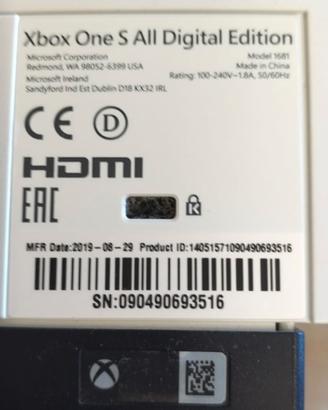 Xbox One S All Digital Edition
Microsoft Corporation
Redmond, WA 98052-6399 USA
Microsoft Ireland
Sandyford Ind Est Dublin D18 KX32 IRL
Model 1681
Made in China
Rating: 100-240V~1.8A, 50/60Hz
CE D
HDMI
EAC
K
MFR Date:2019-08-29 Product ID:14051571090490693516
SN:090490693516